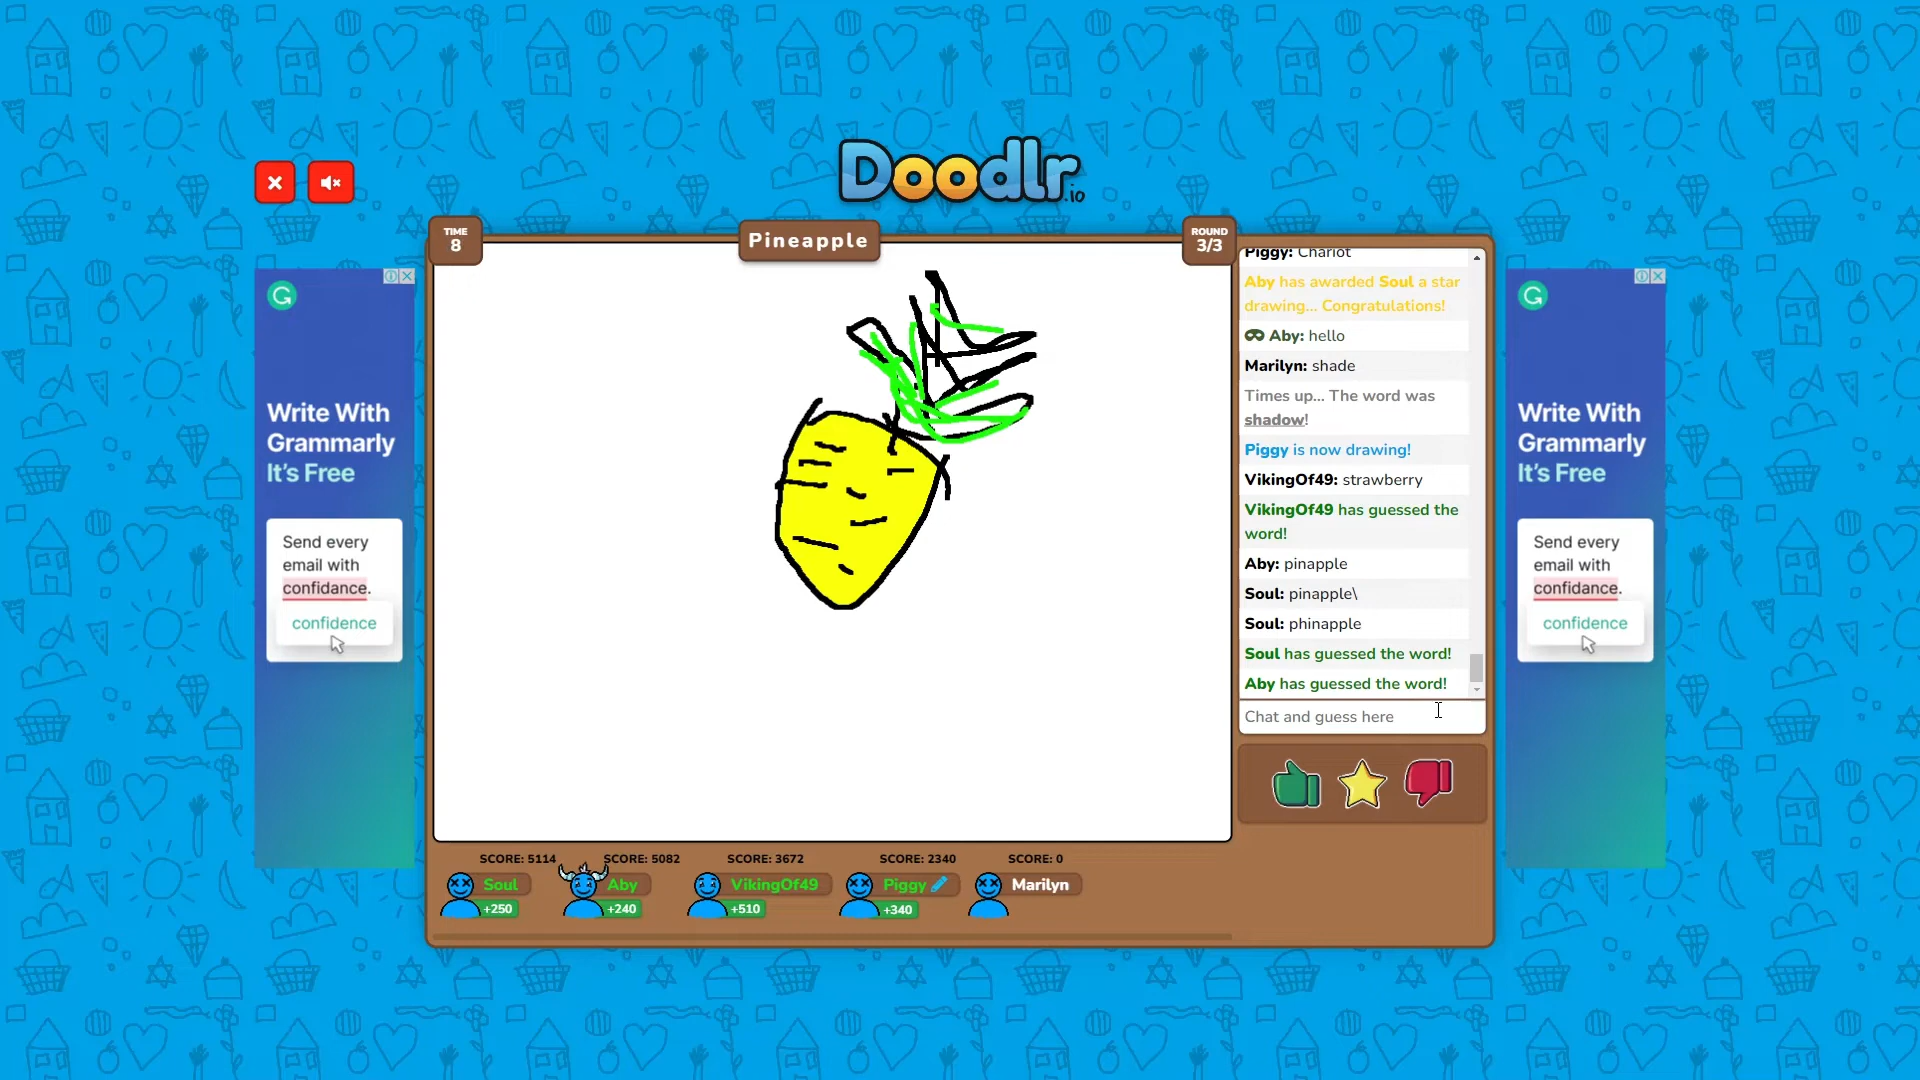 Doodlr.io
TIME
8
Pineapple
ROUND
3/3
Piggy: Chariot
Aby has awarded Soul a star
drawing... Congratulations!
Aby: hello
Marilyn: shade
Times up... The word was
shadow!
Piggy is now drawing!
VikingOf49: strawberry
VikingOf49 has guessed the
word!
Aby: pinapple
Soul: pinapple\
Soul: phinapple
Soul has guessed the word!
Aby has guessed the word!
Chat and guess here
SCORE: 5114
Soul
+250
SCORE: 5082
Aby
+240
SCORE: 3672
VikingOf49
+510
SCORE: 2340
Piggy
+340
SCORE: 0
Marilyn
G
Write With
Grammarly
It's Free
Send every
email with
confidance.
confidence
G
Write With
Grammarly
It's Free
Send every
email with
confidance.
confidence